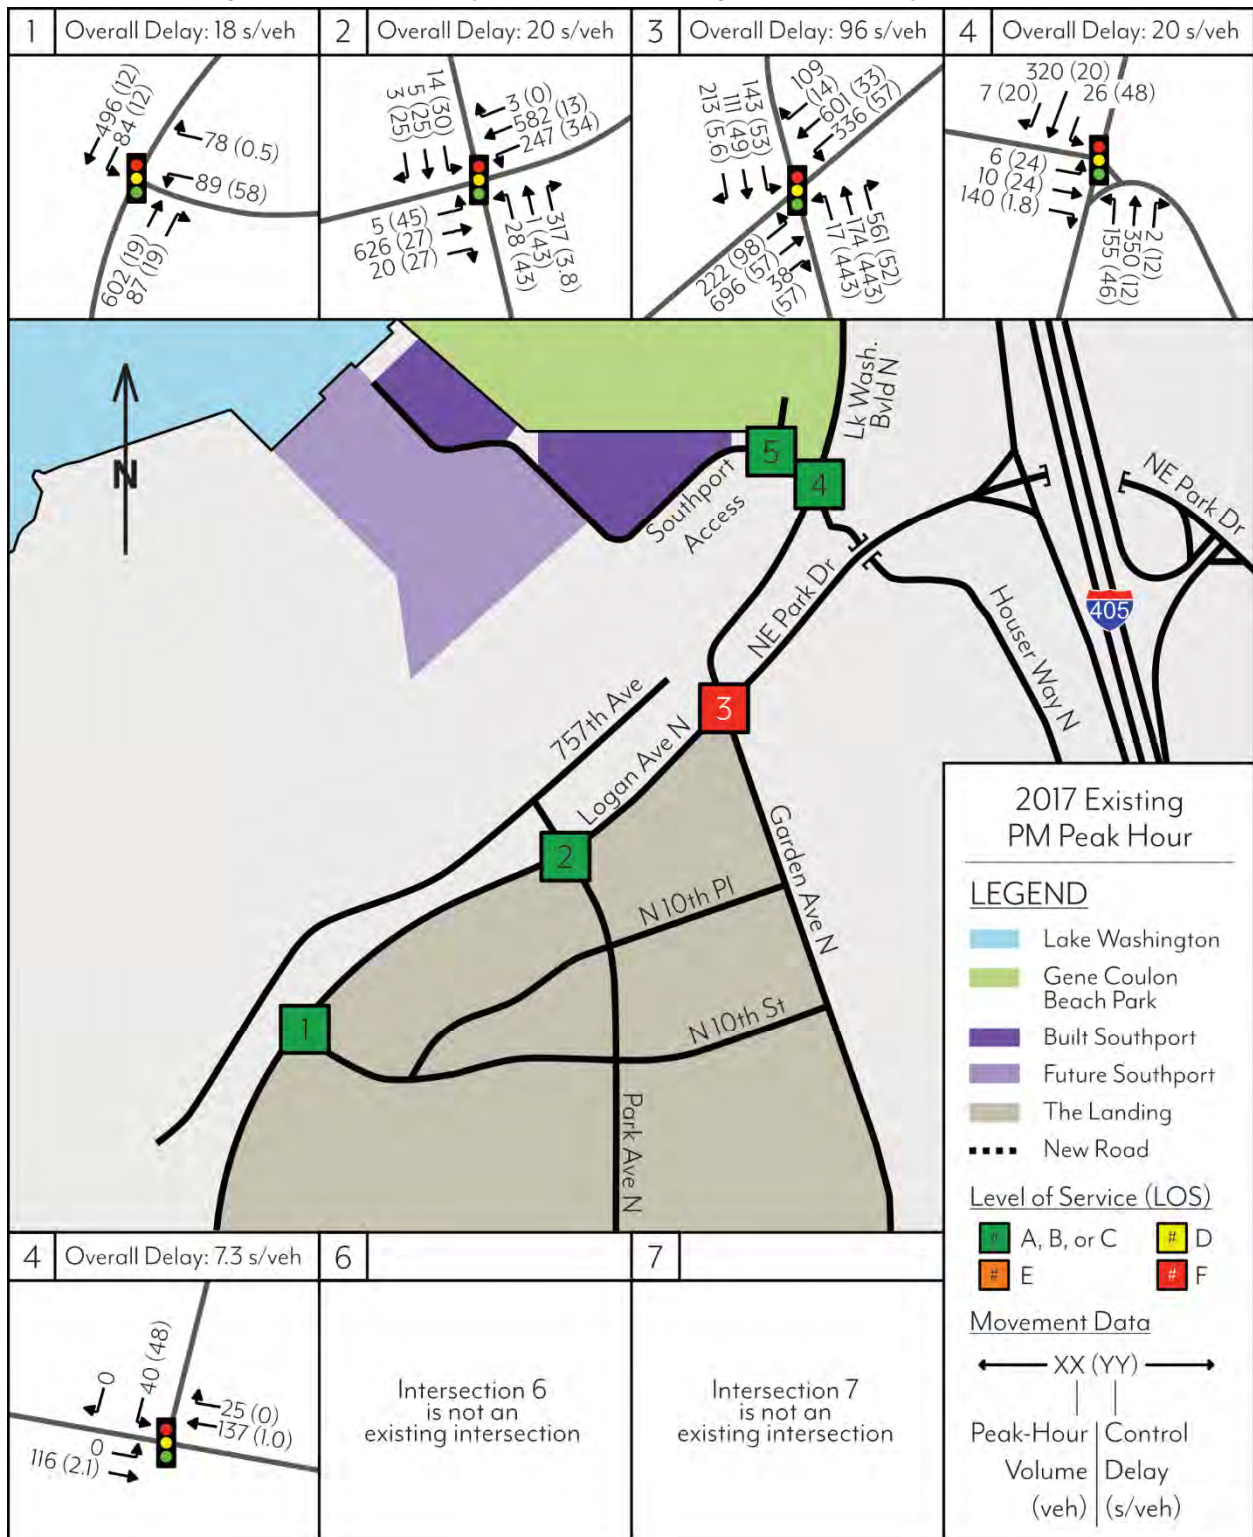 1
Overall Delay: 18 s/veh
2
Overall Delay: 20 s/veh
3
Overall Delay: 96 s/veh
4
Overall Delay: 20 s/veh
496 (12)
84 (12)
78 (0.5)
89 (58)
602 (19)
87 (19)
14 (30)
5 (25)
3 (25)
3 (0)
582 (13)
247 (34)
5 (45)
626 (27)
20 (27)
317 (3.8)
1 (43)
28 (43)
143 (53)
111 (49)
213 (5.6)
109
(14)
601 (33)
336 (57)
222 (98)
696 (57)
38
(57)
561 (52)
174 (443)
17 (443)
320 (20)
7 (20)
26 (48)
6 (24)
10 (24)
140 (1.8)
2 (12)
350 (12)
155 (46)
N
Lk Wash.
Bvld N
5
4
Southport
Access
NE Park Dr
NE Park Dr
405
Houser Way N
3
757th Ave
Logan Ave N
2
Garden Ave N
N 10th Pl
1
N 10th St
Park Ave N
2017 Existing
PM Peak Hour
LEGEND
Lake Washington
Gene Coulon
Beach Park
Built Southport
Future Southport
The Landing
New Road
Level of Service (LOS)
# A, B, or C
# D
# E
# F
Movement Data
XX (YY)
Peak-Hour
Volume
(veh)
Control
Delay
(s/veh)
4
Overall Delay: 7.3 s/veh
6
7
0
40 (48)
25 (0)
137 (1.0)
0
116 (2.1)
Intersection 6
is not an
existing intersection
Intersection 7
is not an
existing intersection